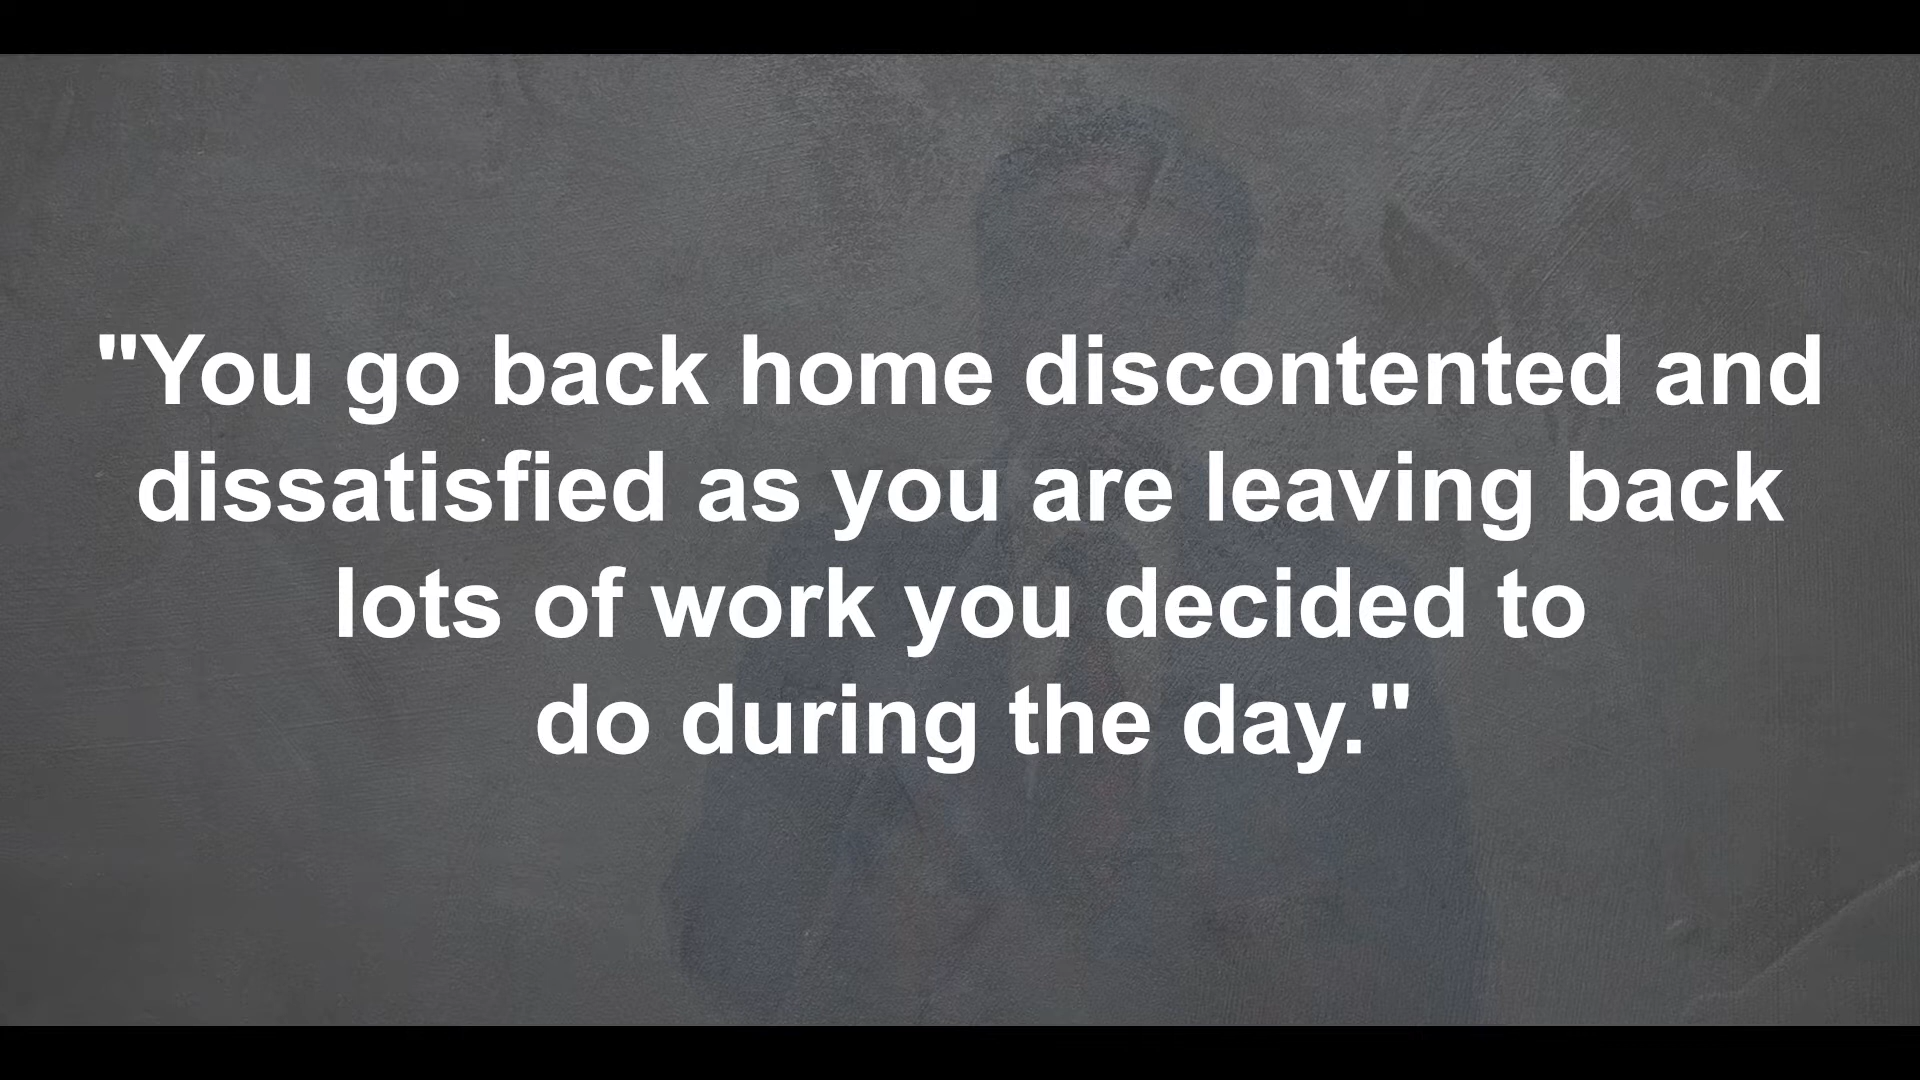 "You go back home discontented and
dissatisfied as you are leaving back
lots of work you decided to
do during the day."